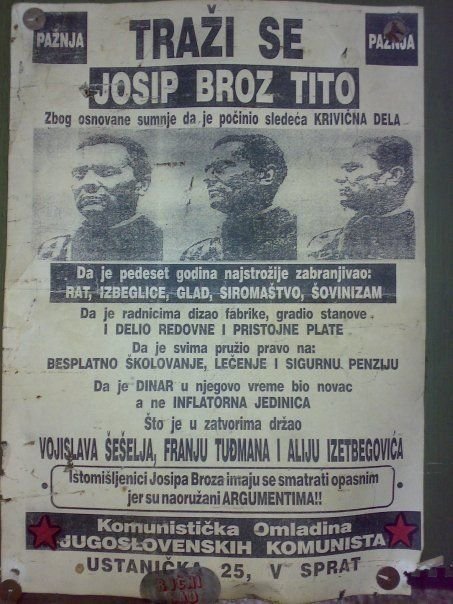 PAŽNJA
TRAŽI SE
PAŽNJA
JOSIP BROZ TITO
Zbog osnovane sumnje da je počinio sledeća KRIVIČNA DELA
Da je pedeset godina najstrožije zabranjivao:
RAT, IZBEGLICE, GLAD, SIROMAŠTVO, ŠOVINIZAM
Da je radnicima dizao fabrike, gradio stanove
I DELIO REDOVNE I PRISTOJNE PLATE
Da je svima pružio pravo na:
BESPLATNO ŠKOLOVANJE, LEČENJE I SIGURNU PENZIJU
Da je DINAR u njegovo vreme bio novac
a ne INFLATORNA JEDINICA
Što je u zatvorima držao
VOJISLAVA ŠEŠELJA, FRANJU TUĐMANA I ALIJU IZETBEGOVIĆA
Istomišljenici Josipa Broza imaju se smatrati opasnim
jer su naoružani ARGUMENTIMA!!
Komunistička Omladina
JUGOSLOVENSKIH KOMUNISTA
USTANIČKA 25, V SPRAT